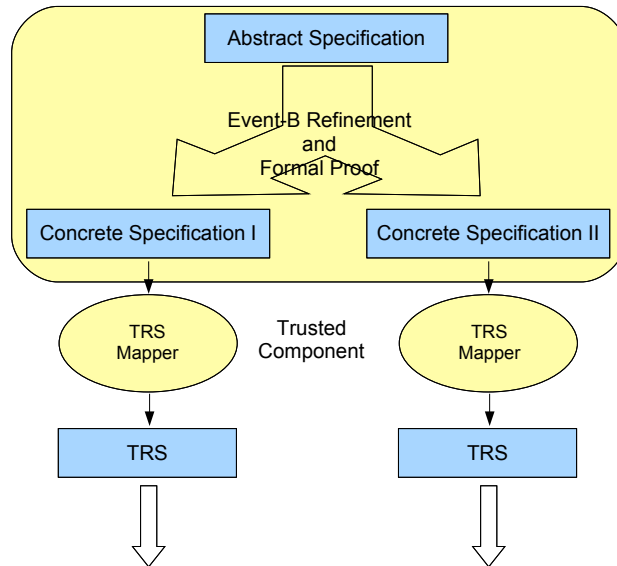 Abstract Specification
Event-B Refinement
and
Formal Proof
Concrete Specification I
Concrete Specification II
TRS
Mapper
Trusted
Component
TRS
Mapper
TRS
TRS